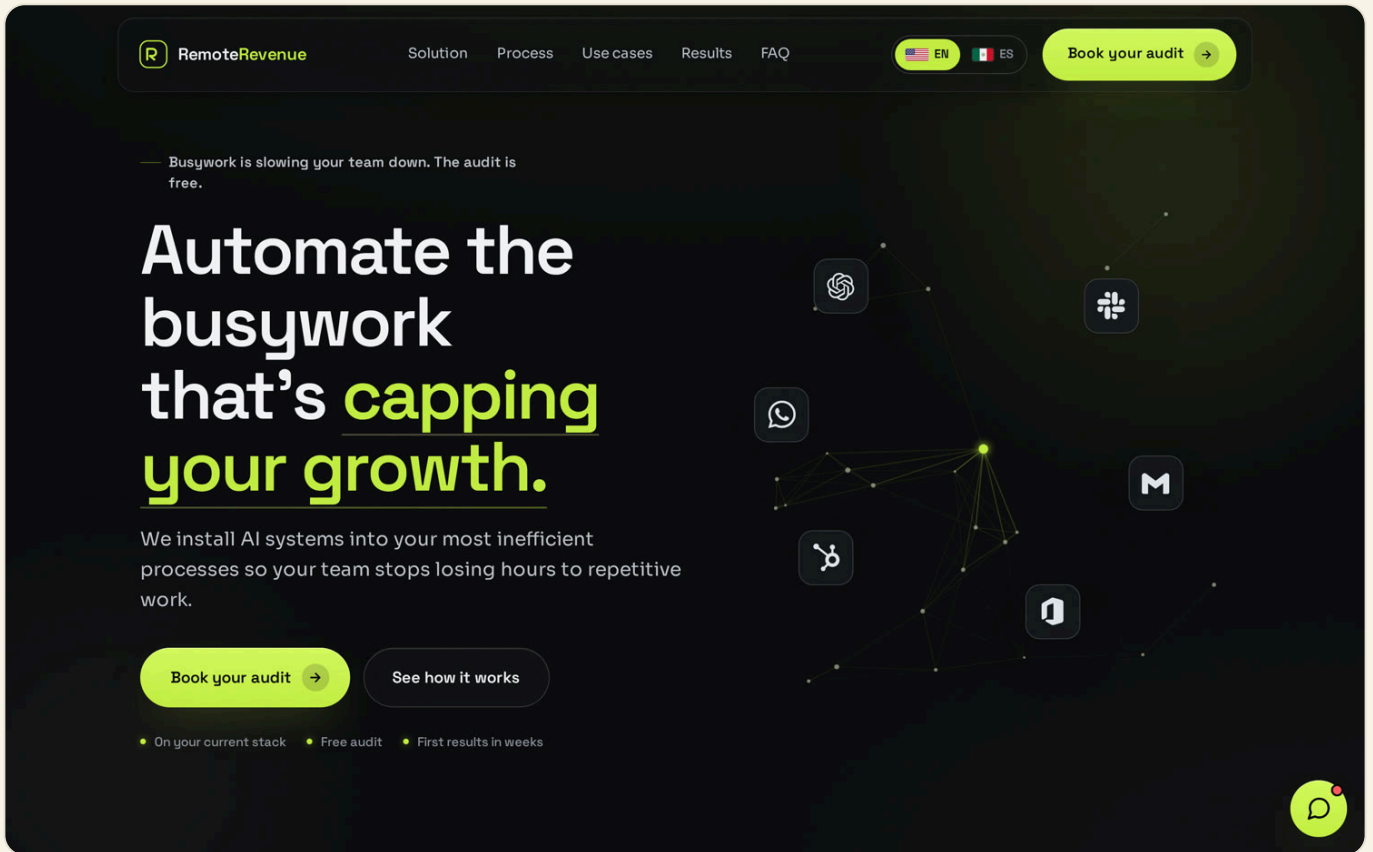 RemoteRevenue
Solution
Process
Use cases
Results
FAQ
EN
ES
Book your audit
Busywork is slowing your team down. The audit is
free.
Automate the
busywork
that’s capping
your growth.
We install AI systems into your most inefficient
processes so your team stops losing hours to repetitive
work.
Book your audit
See how it works
On your current stack
Free audit
First results in weeks